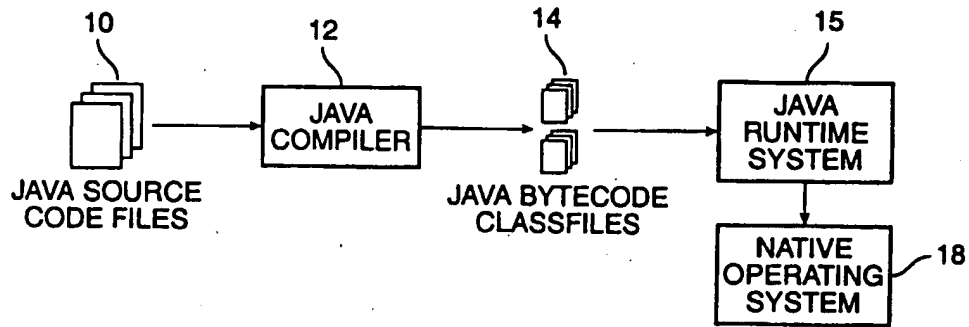 10
12
14
15
JAVA SOURCE
CODE FILES
JAVA
COMPILER
JAVA BYTECODE
CLASSFILES
JAVA
RUNTIME
SYSTEM
NATIVE
OPERATING
SYSTEM
18